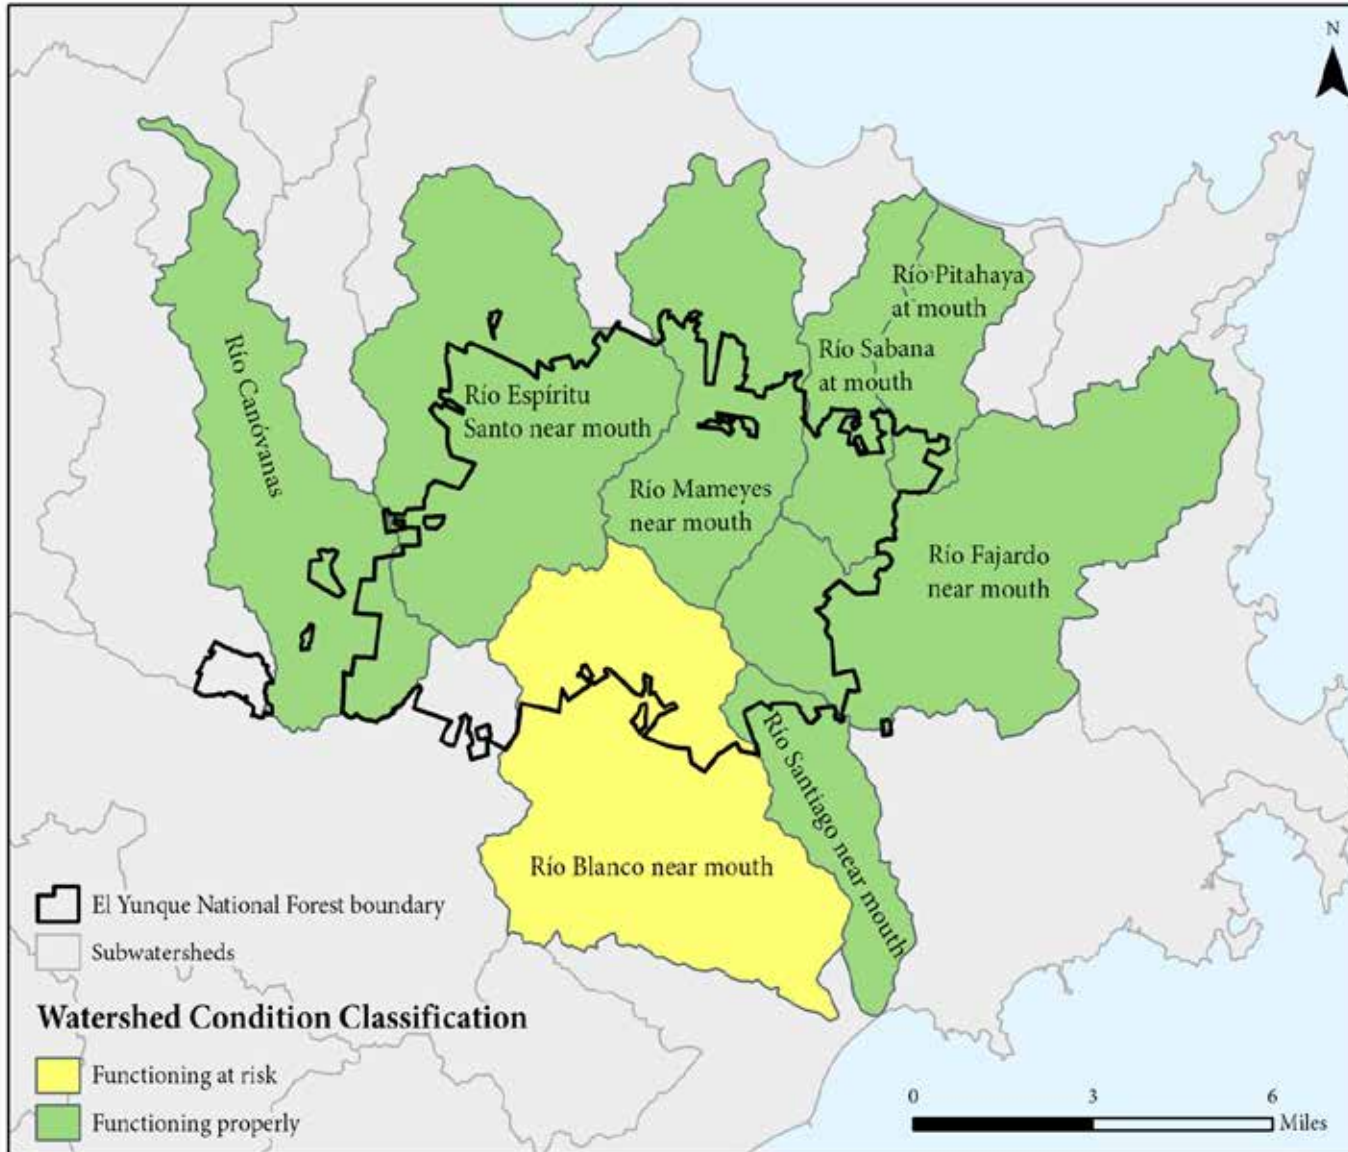 N
Río Pitahaya
at mouth
Río Sabana
at mouth
Río Canóvanas
Río Espíritu
Santo near mouth
Río Mameyes
near mouth
Río Fajardo
near mouth
Río Santiago near mouth
Río Blanco near mouth
El Yunque National Forest boundary
Subwatersheds
Watershed Condition Classification
Functioning at risk
Functioning properly
0 3 6
Miles